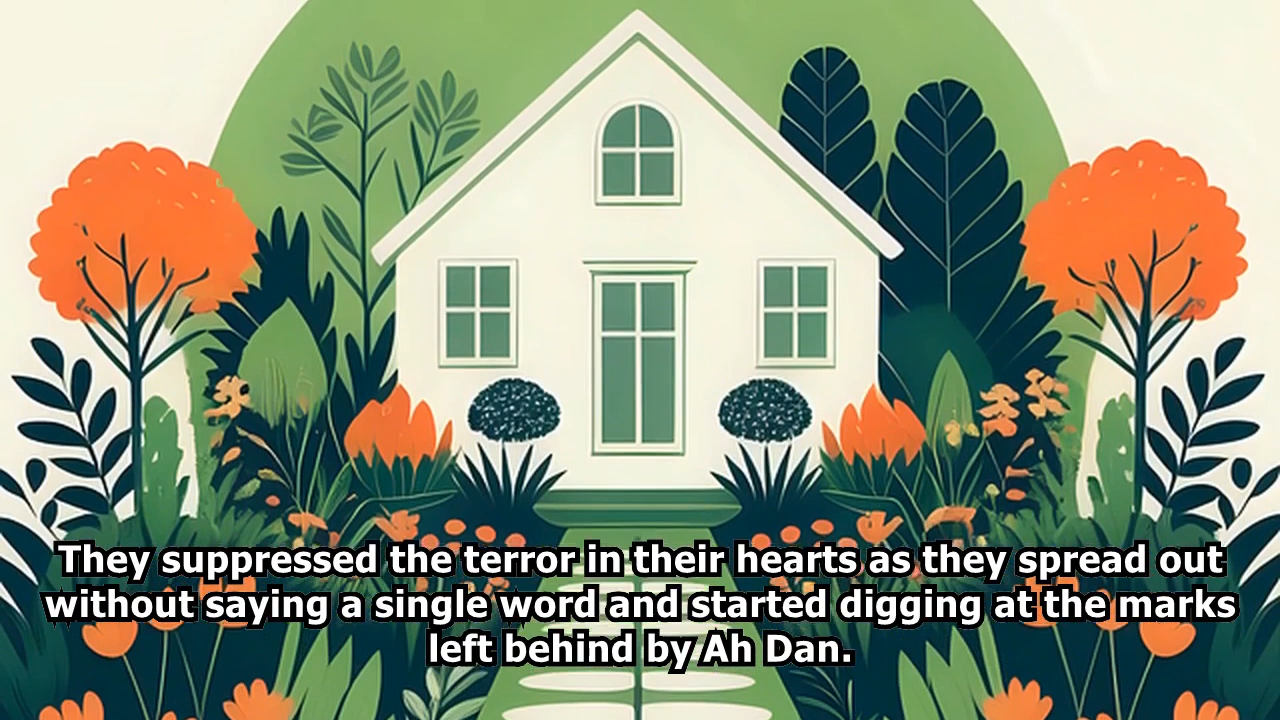 They suppressed the terror in their hearts as they spread out
without saying a single word and started digging at the marks
left behind by Ah Dan.